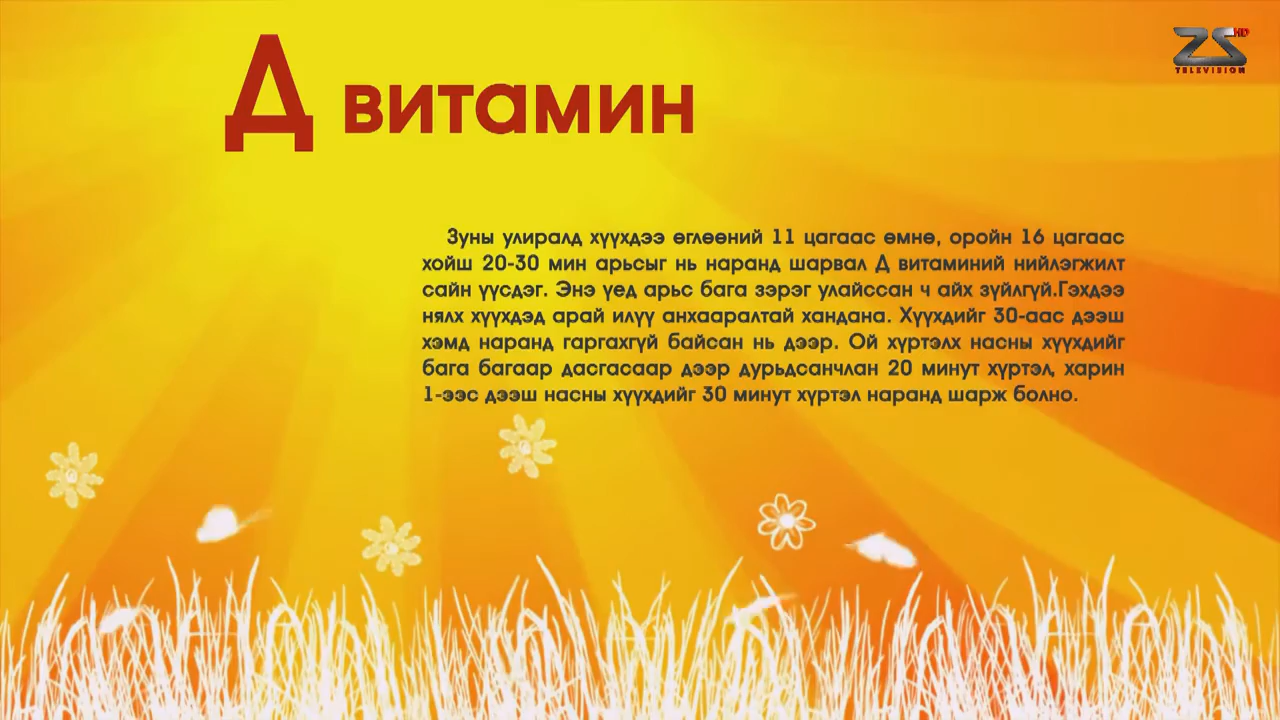 ZS HD
TELEVISION
Д витамин
Зуны улиралд хүүхдээ өглөөний 11 цагаас өмнө, оройн 16 цагаас
хойш 20-30 мин арьсыг нь наранд шарвал Д витаминий нийлэгжилт
сайн үүсдэг. Энэ үед арьс бага зэрэг улайссан ч айх зүйлгүй.Гэхдээ
нялх хүүхдэд арай илүү анхааралтай хандана. Хүүхдийг 30-аас дээш
хэмд наранд гаргахгүй байсан нь дээр. Ой хүртэлх насны хүүхдийг
бага багаар дасгасаар дээр дурьдсанчлан 20 минут хүртэл, харин
1-ээс дээш насны хүүхдийг 30 минут хүртэл наранд шарж болно.